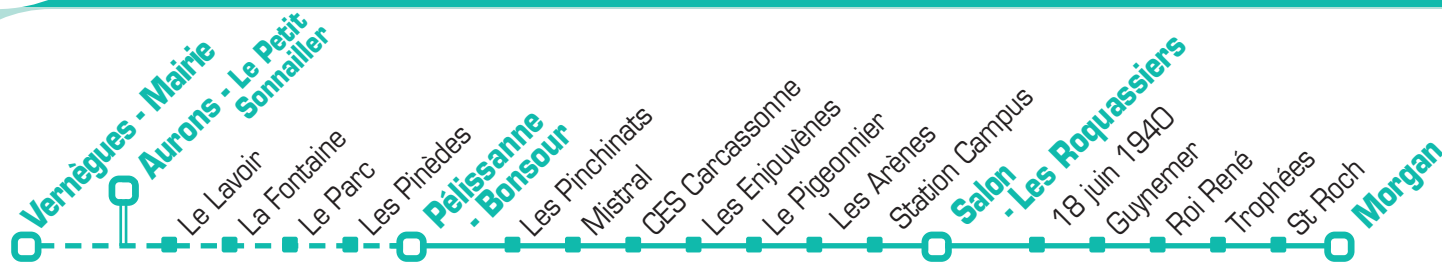 Vernègues - Mairie
Aurons - Le Petit
Sonnailler
Le Lavoir
La Fontaine
Le Parc
Les Pinèdes
Pélissanne
- Bonsour
Les Pinchinats
Mistral
CES Carcassonne
Les Enjouvènes
Le Pigeonnier
Les Arènes
Station Campus
Salon
- Les Roquassiers
18 juin 1940
Guynemer
Roi René
Trophées
St Roch
Morgan